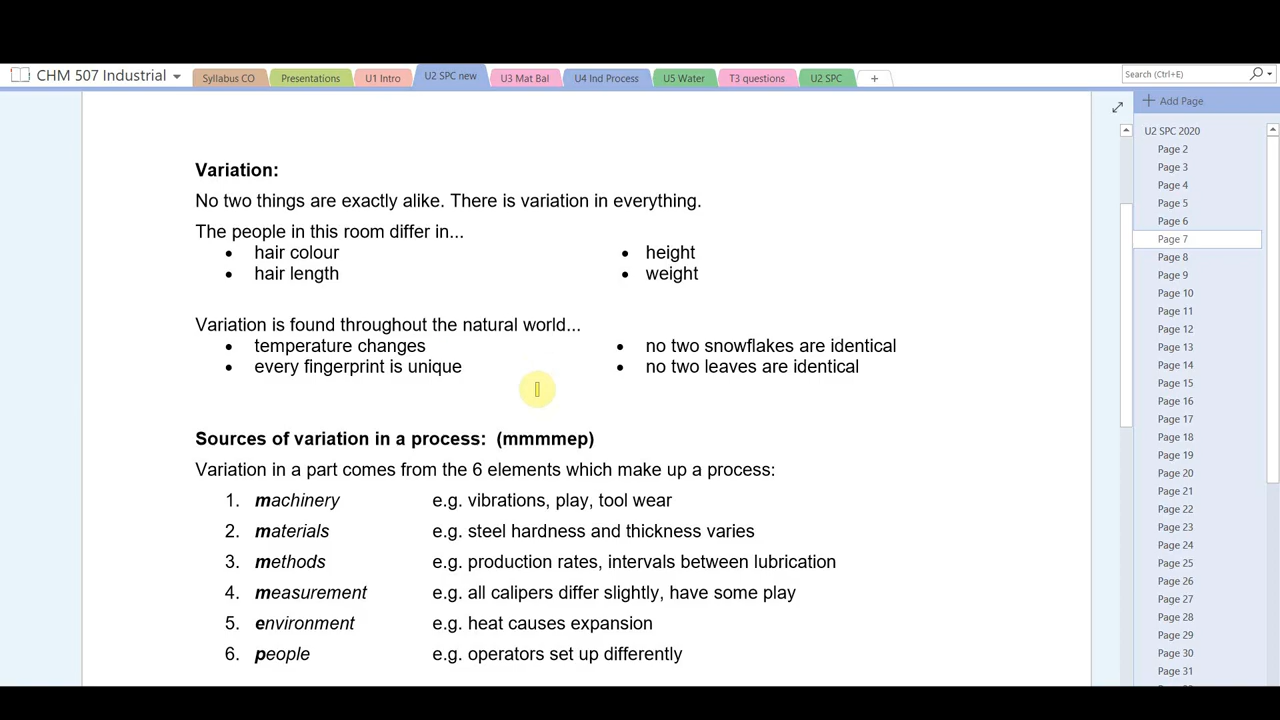 CHM 507 Industrial
Syllabus CO
Presentations
U1 Intro
U2 SPC new
U3 Mat Bal
U4 Ind Process
U5 Water
T3 questions
U2 SPC
+
Search (Ctrl+E)
Variation:
No two things are exactly alike. There is variation in everything.
The people in this room differ in...
• hair colour • height
• hair length • weight
Variation is found throughout the natural world...
• temperature changes • no two snowflakes are identical
• every fingerprint is unique • no two leaves are identical
Sources of variation in a process: (mmmmep)
Variation in a part comes from the 6 elements which make up a process:
1. machinery e.g. vibrations, play, tool wear
2. materials e.g. steel hardness and thickness varies
3. methods e.g. production rates, intervals between lubrication
4. measurement e.g. all calipers differ slightly, have some play
5. environment e.g. heat causes expansion
6. people e.g. operators set up differently
Add Page
U2 SPC 2020
Page 2
Page 3
Page 4
Page 5
Page 6
Page 7
Page 8
Page 9
Page 10
Page 11
Page 12
Page 13
Page 14
Page 15
Page 16
Page 17
Page 18
Page 19
Page 20
Page 21
Page 22
Page 23
Page 24
Page 25
Page 26
Page 27
Page 28
Page 29
Page 30
Page 31